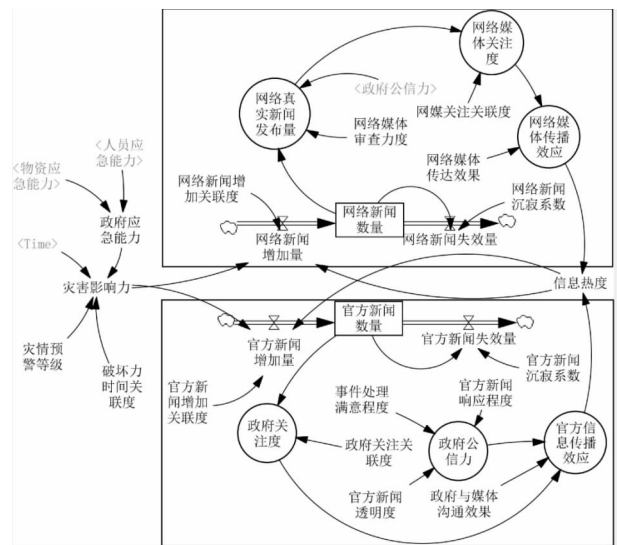 网络媒
体关注
度
网络真
实新闻
发布量
<政府公信力>
网媒关注关联度
网络媒体
审查力度
网络媒
体传播
效应
网络媒体
传达效果
<人员应
急能力>
<物资应
急能力>
政府应
急能力
网络新闻增
加关联度
网络新闻
沉寂系数
网络新闻
数量
网络新闻
增加量
网络新闻失效量
<Time>
灾害影响力
信息热度
灾情预
警等级
破坏力
时间关
联度
官方新闻
数量
官方新闻
增加量
官方新闻失效量
官方新
闻增加
关联度
官方新闻
沉寂系数
事件处理
满意程度
官方新闻
响应程度
政府关
注度
政府关注关
联度
政府公
信力
官方信
息传播
效应
官方新闻
透明度
政府与媒体
沟通效果